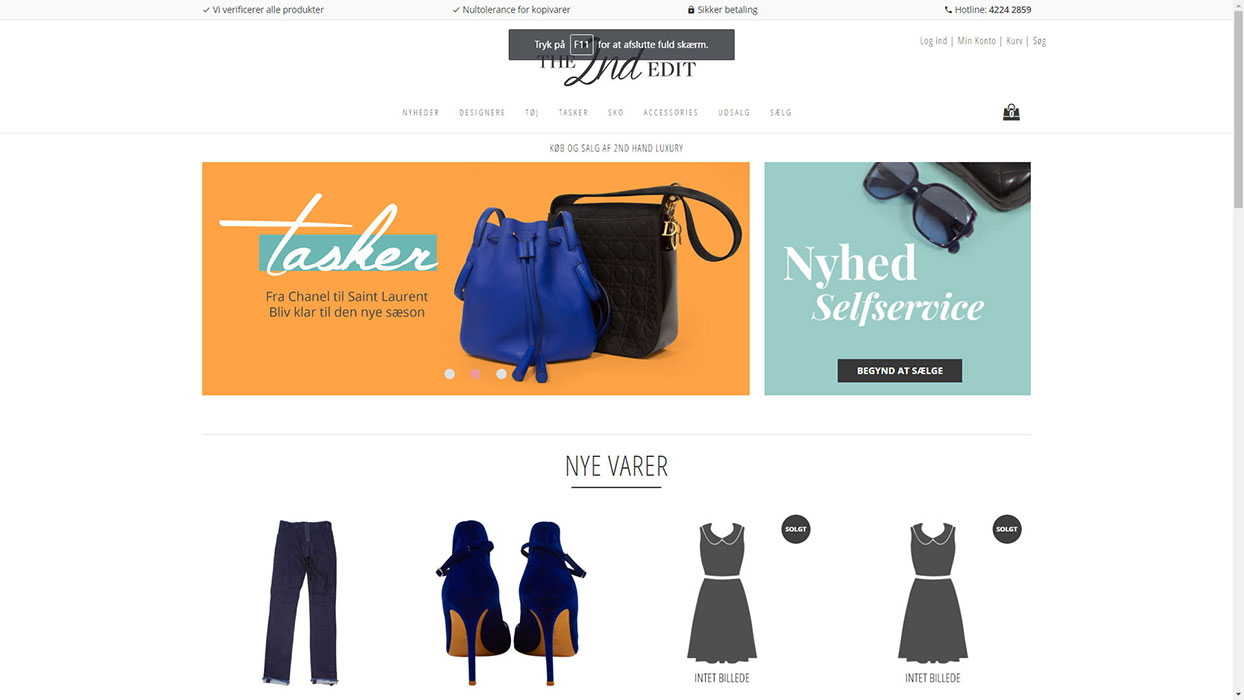 Vi verificerer alle produkter
Nultolerance for kopivarer
Sikker betaling
Hotline: 4224 2859
Tryk på F11 for at afslutte fuld skærm.
Log Ind | Min Konto | Kurv | Søg
THE 2nd EDIT
NYHEDER DESIGNERE TØJ TASKER SKO ACCESSORIES UDSALG SÆLG
0
KØB OG SALG AF 2ND HAND LUXURY
tasker
Fra Chanel til Saint Laurent
Bliv klar til den nye sæson
D
Nyhed
Selfservice
BEGYND AT SÆLGE
NYE VARER
SOLGT
SOLGT
INTET BILLEDE
INTET BILLEDE